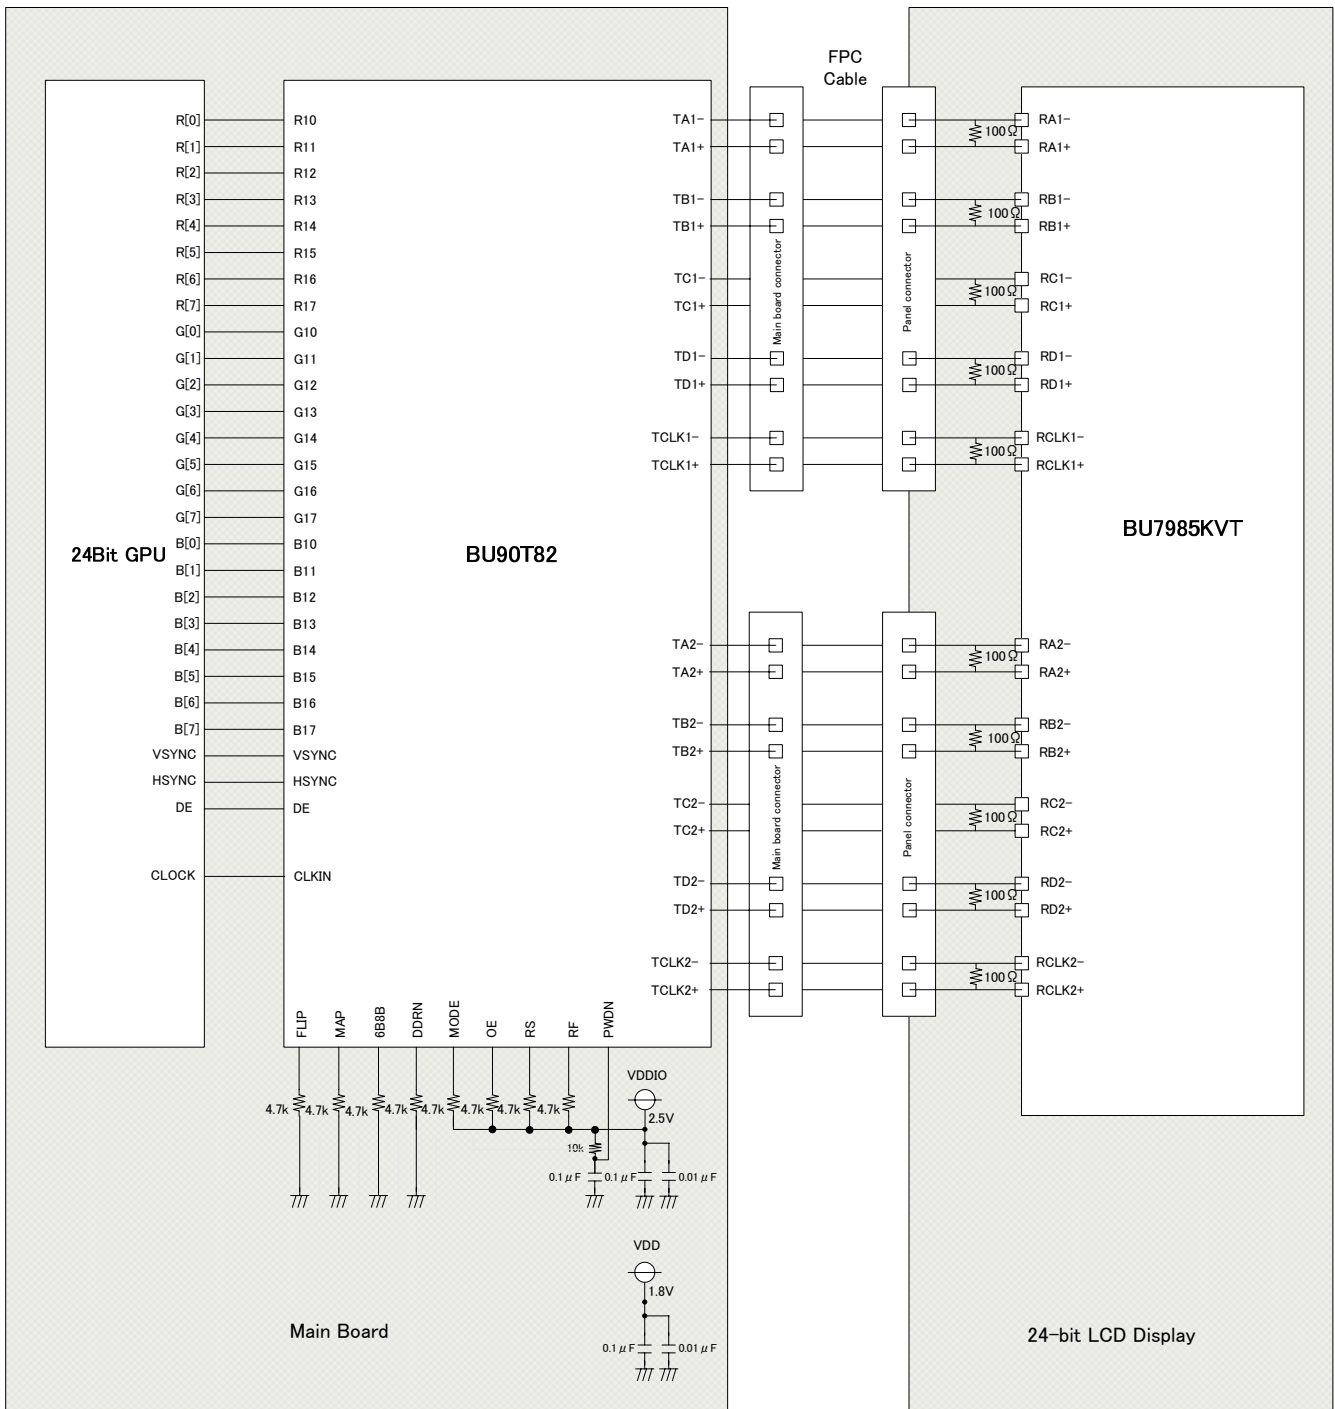 FPC
Cable
R[0] R10 TA1- RA1-
100Ω
R[1] R11 TA1+ RA1+
R[2] R12
R[3] R13 TB1- RB1-
100Ω
R[4] R14 TB1+ RB1+
R[5] R15
R[6] R16 TC1- RC1-
100Ω
R[7] R17 TC1+ RC1+
Main board connector
Panel connector
G[0] G10
G[1] G11 TD1- RD1-
100Ω
G[2] G12 TD1+ RD1+
G[3] G13
G[4] G14 TCLK1- RCLK1-
100Ω
G[5] G15 TCLK1+ RCLK1+
G[6] G16
G[7] G17
BU7985KVT
B[0] B10
24Bit GPU BU90T82
B[1] B11
B[2] B12
B[3] B13
B[4] B14 TA2- RA2-
100Ω
B[5] B15 TA2+ RA2+
B[6] B16
B[7] B17 TB2- RB2-
100Ω
VSYNC VSYNC TB2+ RB2+
HSYNC HSYNC
DE DE TC2- RC2-
100Ω
TC2+ RC2+
Main board connector
Panel connector
CLOCK CLKIN TD2- RD2-
100Ω
TD2+ RD2+
TCLK2- RCLK2-
100Ω
TCLK2+ RCLK2+
FLIP MAP 6B8B DDRN MODE OE RS RF PWDN
VDDIO
4.7k 4.7k 4.7k 4.7k 4.7k 4.7k 4.7k 4.7k
2.5V
10k
0.1μF 0.1μF 0.01μF
VDD
1.8V
0.1μF 0.01μF
Main Board
24-bit LCD Display